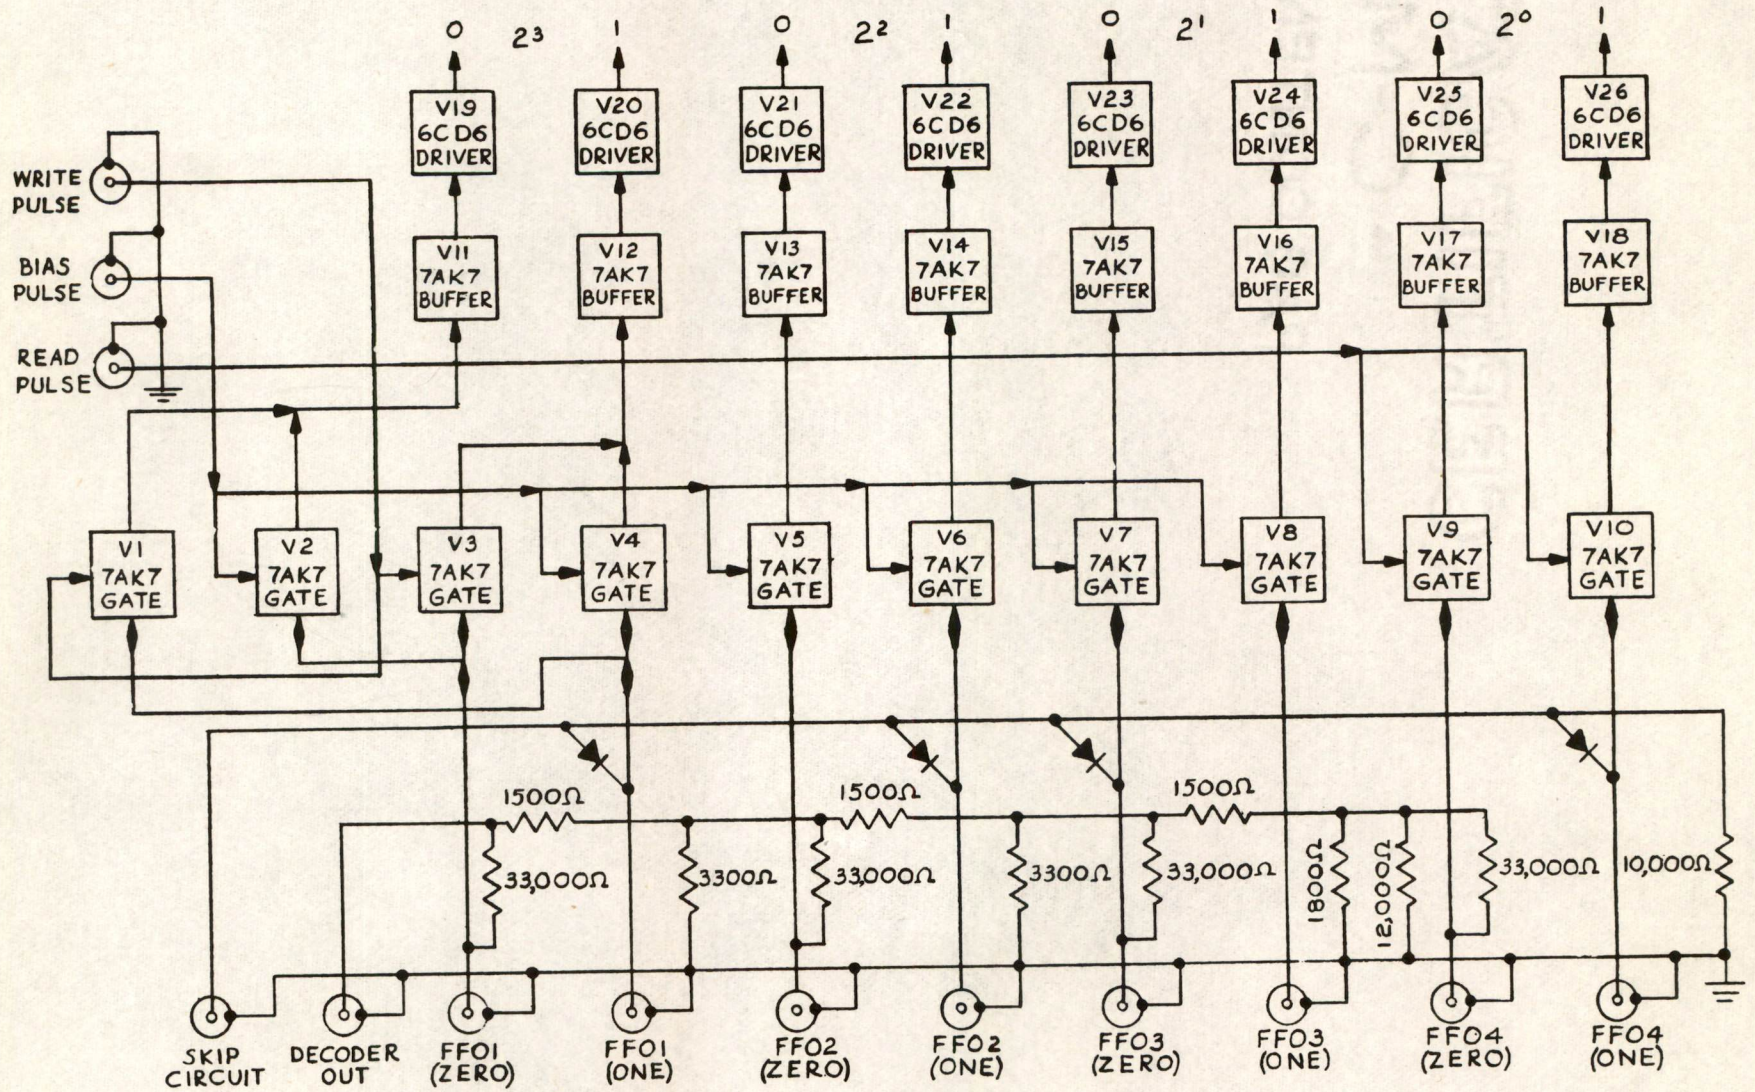 0 2³ 1 0 2² 1 0 2¹ 1 0 2⁰ 1
V19
6CD6
DRIVER
V20
6CD6
DRIVER
V21
6CD6
DRIVER
V22
6CD6
DRIVER
V23
6CD6
DRIVER
V24
6CD6
DRIVER
V25
6CD6
DRIVER
V26
6CD6
DRIVER
WRITE
PULSE
BIAS
PULSE
READ
PULSE
V11
7AK7
BUFFER
V12
7AK7
BUFFER
V13
7AK7
BUFFER
V14
7AK7
BUFFER
V15
7AK7
BUFFER
V16
7AK7
BUFFER
V17
7AK7
BUFFER
V18
7AK7
BUFFER
V1
7AK7
GATE
V2
7AK7
GATE
V3
7AK7
GATE
V4
7AK7
GATE
V5
7AK7
GATE
V6
7AK7
GATE
V7
7AK7
GATE
V8
7AK7
GATE
V9
7AK7
GATE
V10
7AK7
GATE
1500Ω
1500Ω
1500Ω
33,000Ω
3300Ω
33,000Ω
3300Ω
33,000Ω
1800Ω
12,000Ω
33,000Ω
10,000Ω
SKIP
CIRCUIT
DECODER
OUT
FF01
(ZERO)
FF01
(ONE)
FF02
(ZERO)
FF02
(ONE)
FF03
(ZERO)
FF03
(ONE)
FF04
(ZERO)
FF04
(ONE)